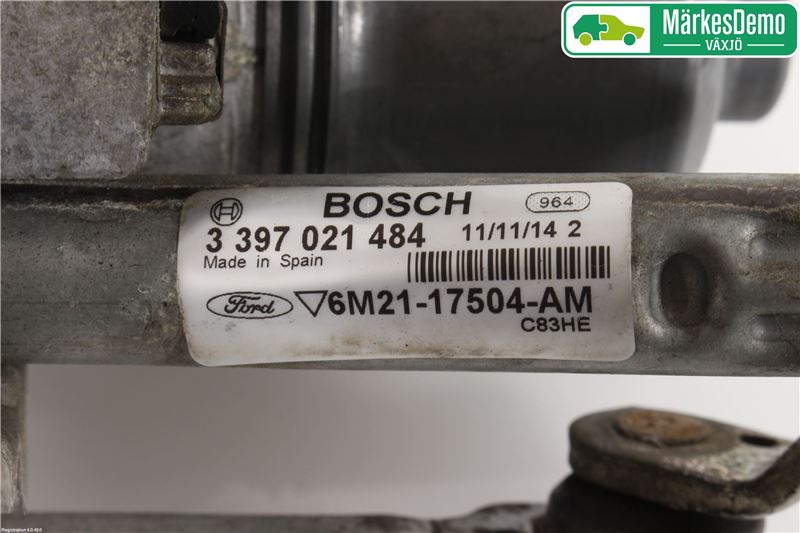 MärkesDemo
VÄXJÖ
BOSCH
964
3 397 021 484
11/11/14 2
Made in Spain
Ford
6M21-17504-AM
C83HE